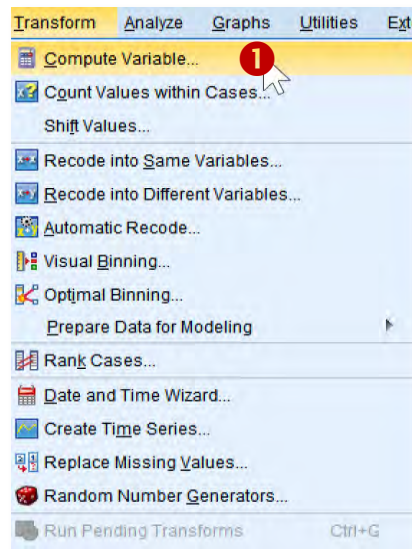 Transform Analyze Graphs Utilities Ext
Compute Variable... 1
Count Values within Cases...
Shift Values...
Recode into Same Variables...
Recode into Different Variables...
Automatic Recode...
Visual Binning...
Optimal Binning...
Prepare Data for Modeling
Rank Cases...
Date and Time Wizard...
Create Time Series...
Replace Missing Values...
Random Number Generators...
Run Pending Transforms Ctrl+G